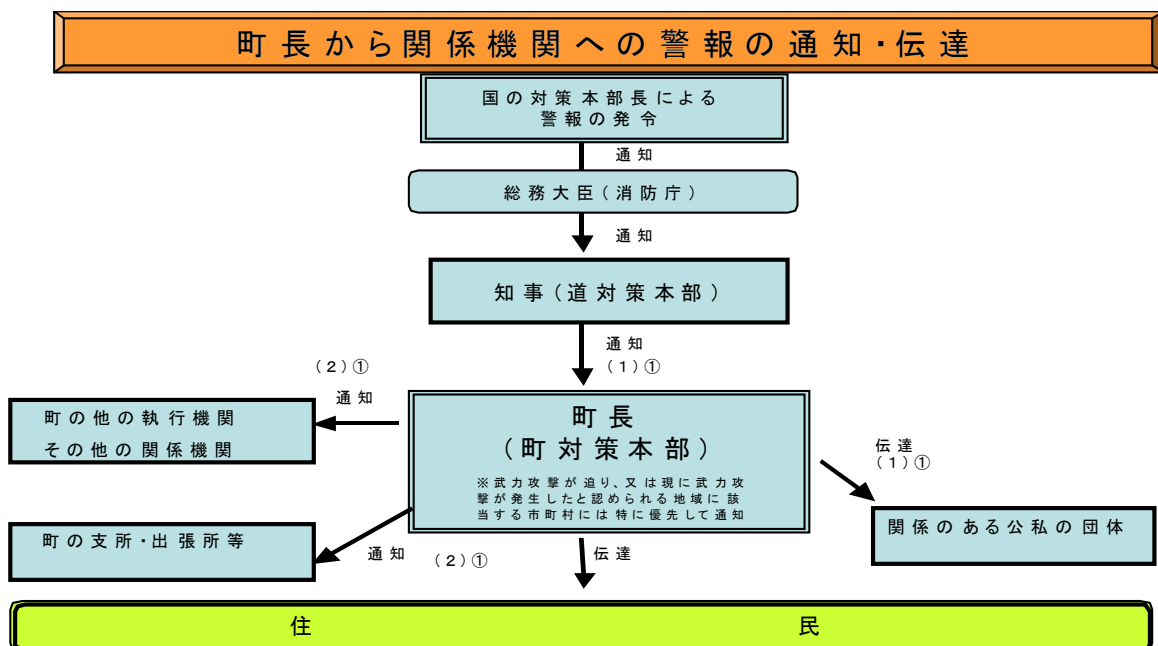 町長から関係機関への警報の通知・伝達
国の対策本部長による
警報の発令
通知
総務大臣(消防庁)
通知
知事(道対策本部)
通知
(1)①
(2)①
通知
町の他の執行機関
その他の関係機関
町長
(町対策本部)
※武力攻撃が迫り、又は現に武力攻
撃が発生したと認められる地域に該
当する市町村には特に優先して通知
伝達
(1)①
関係のある公私の団体
町の支所・出張所等
通知 (2)①
伝達
住民